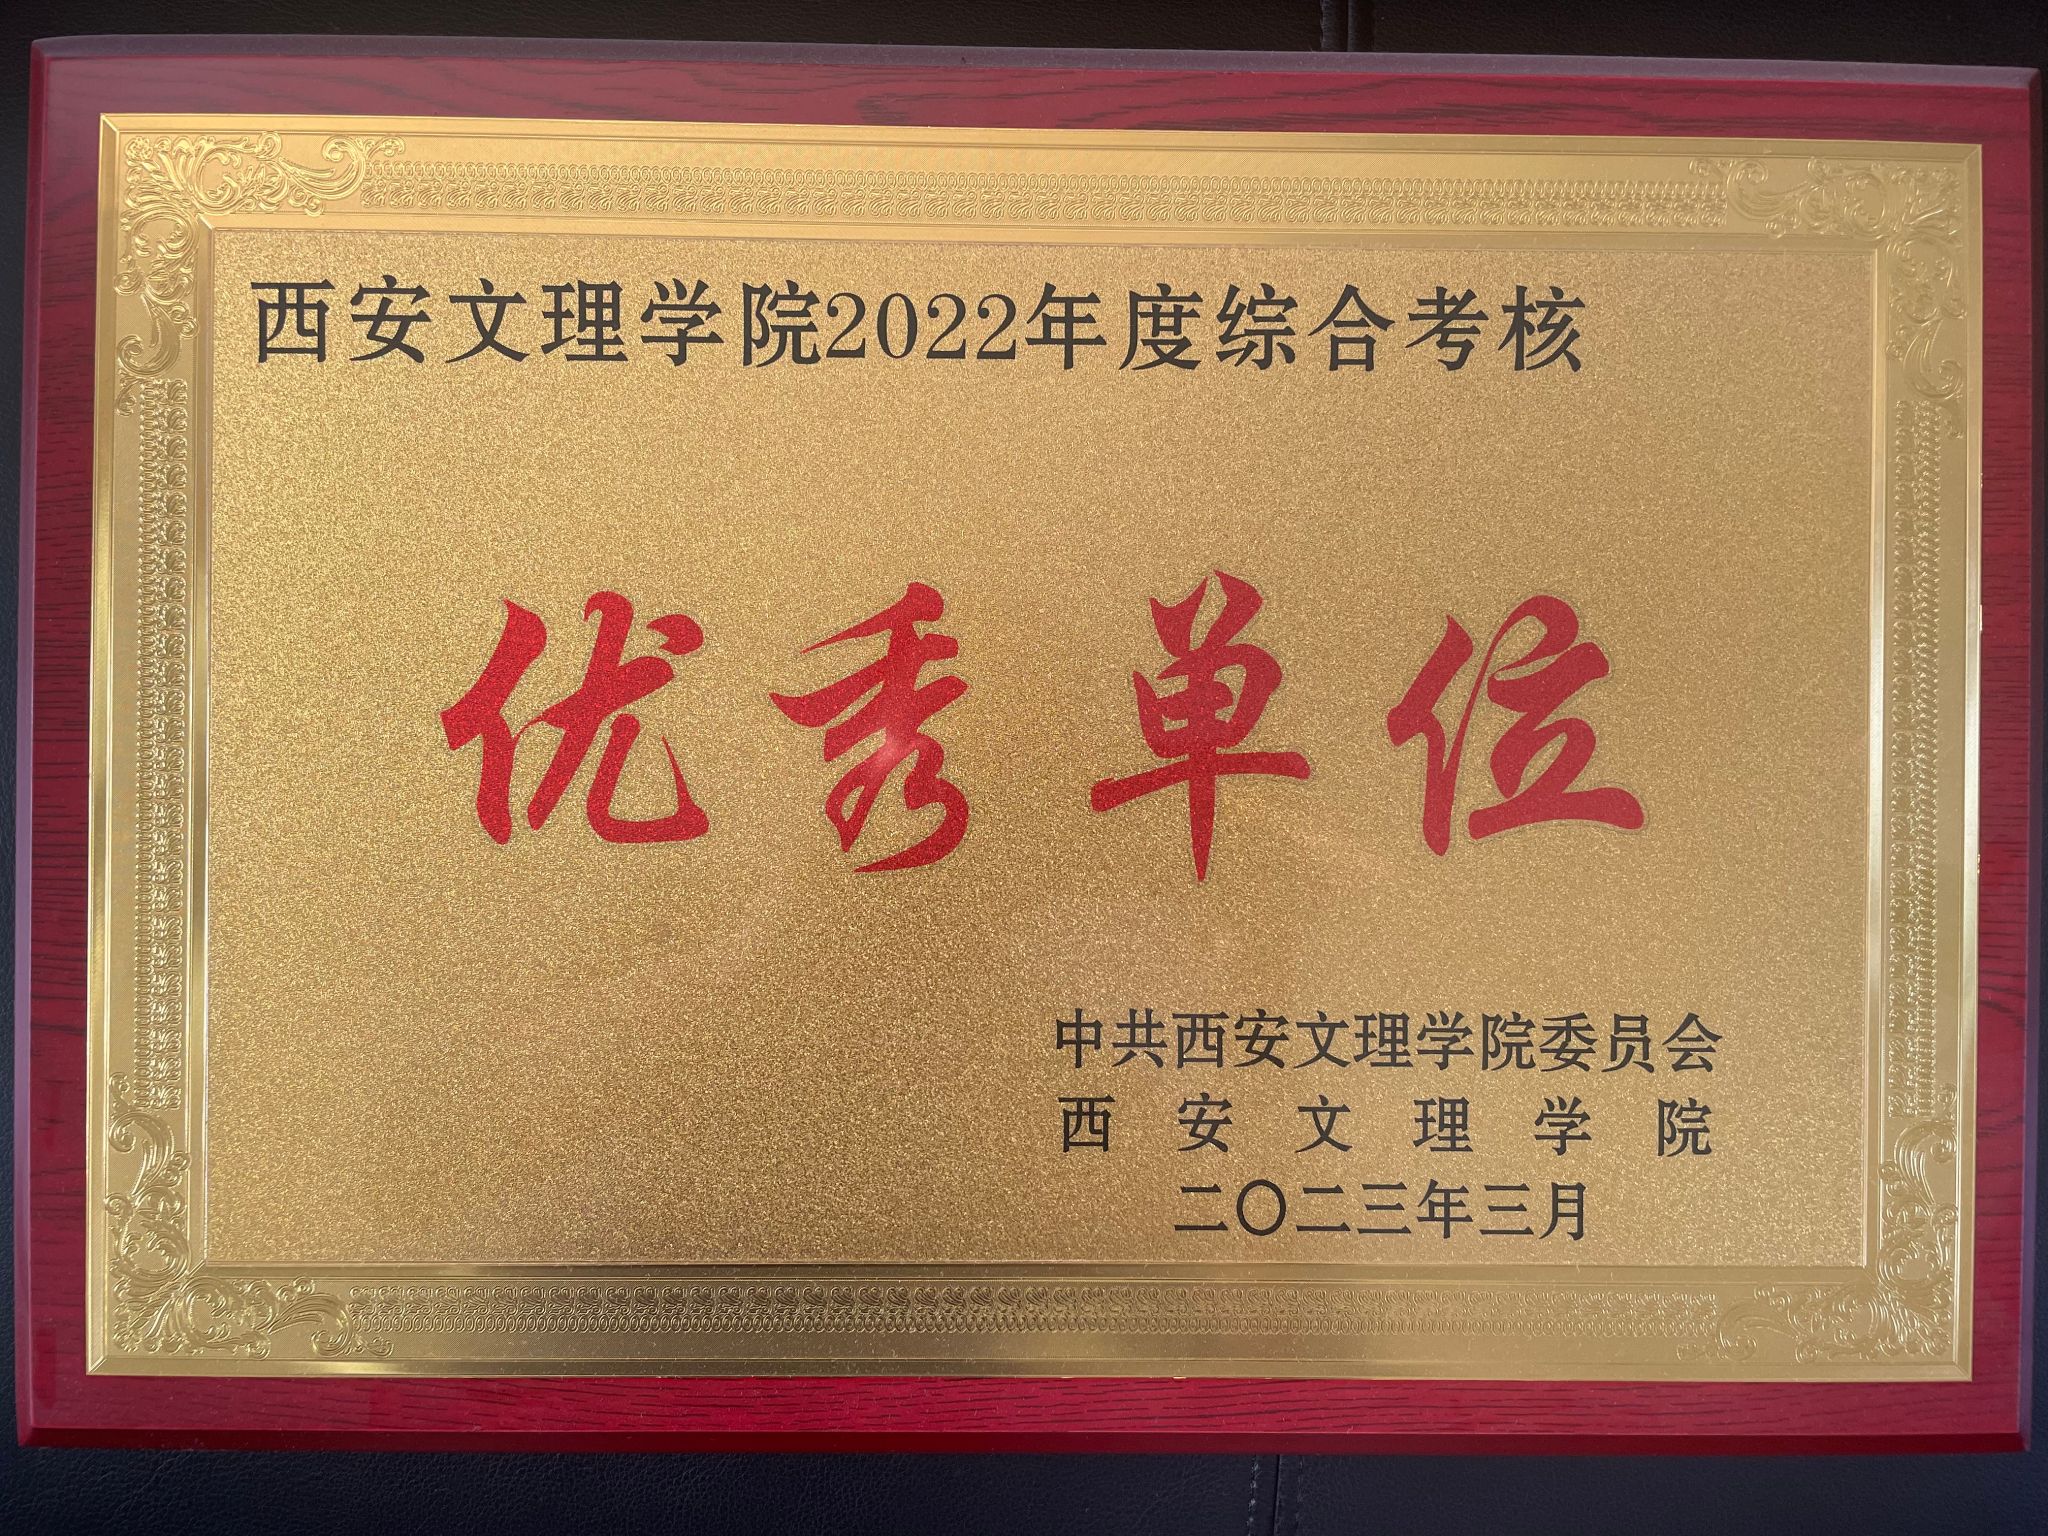 西安文理学院2022年度综合考核
优秀单位
中共西安文理学院委员会
西安文理学院
二〇二三年三月